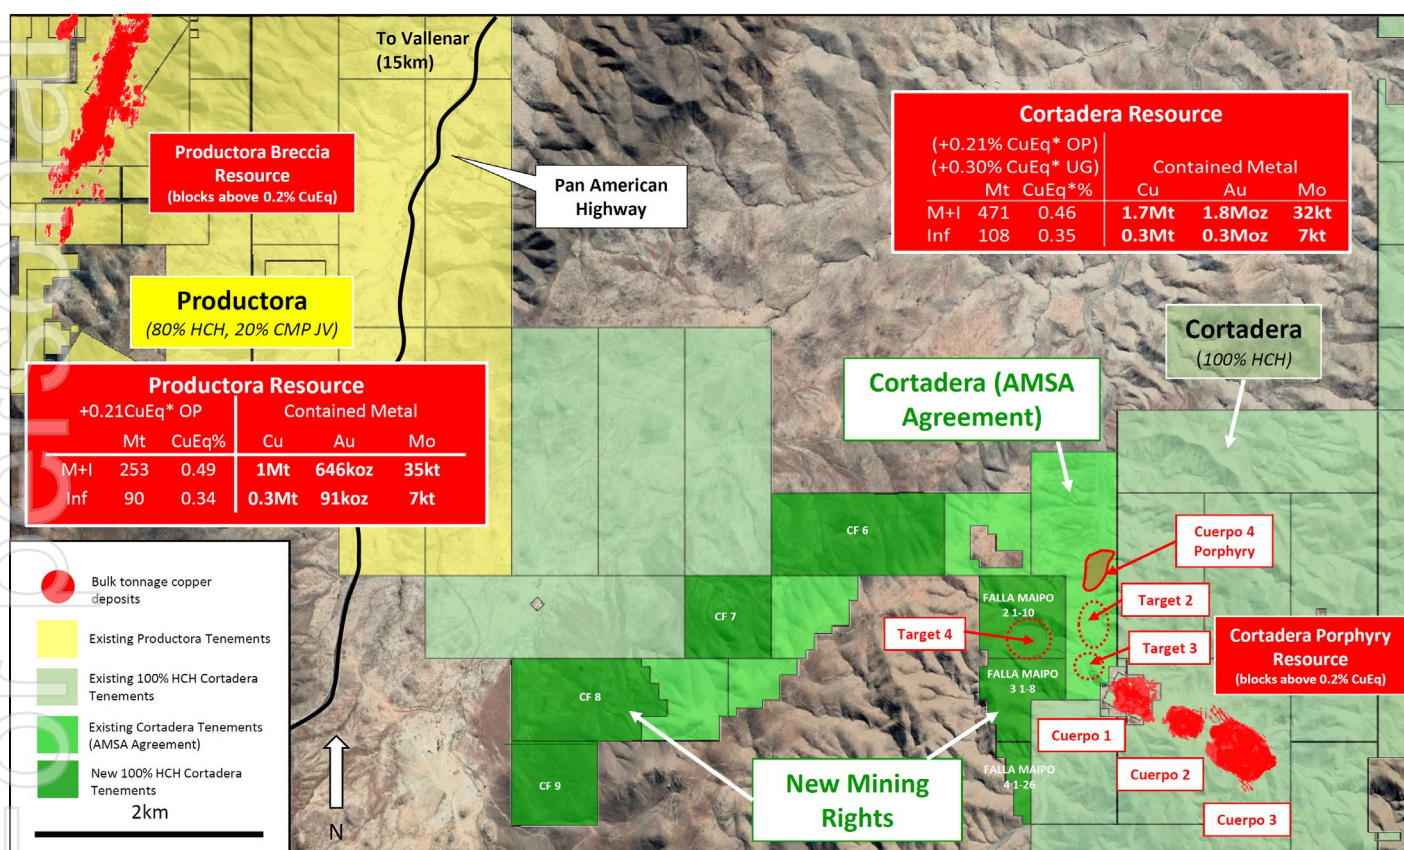 To Vallenar
(15km)
Productora Breccia
Resource
(blocks above 0.2% CuEq)
Pan American
Highway
Cortadera Resource
(+0.21% CuEq* OP)
(+0.30% CuEq* UG)
Contained Metal
Mt CuEq*% Cu Au Mo
M+I 471 0.46 1.7Mt 1.8Moz 32kt
Inf 108 0.35 0.3Mt 0.3Moz 7kt
Productora
(80% HCH, 20% CMP JV)
Cortadera
(100% HCH)
Productora Resource
+0.21CuEq* OP Contained Metal
Mt CuEq% Cu Au Mo
M+I 253 0.49 1Mt 646koz 35kt
Inf 90 0.34 0.3Mt 91koz 7kt
Cortadera (AMSA
Agreement)
CF 6
Cuerpo 4
Porphyry
FALLA MAIPO
2 1-10
Target 2
CF 7
Target 4
Target 3
Cortadera Porphyry
Resource
(blocks above 0.2% CuEq)
FALLA MAIPO
3 1-8
CF 8
Cuerpo 1
FALLA MAIPO
4 1-26
Cuerpo 2
CF 9
New Mining
Rights
Cuerpo 3
Bulk tonnage copper
deposits
Existing Productora Tenements
Existing 100% HCH Cortadera
Tenements
Existing Cortadera Tenements
(AMSA Agreement)
New 100% HCH Cortadera
Tenements
2km
N
For personal